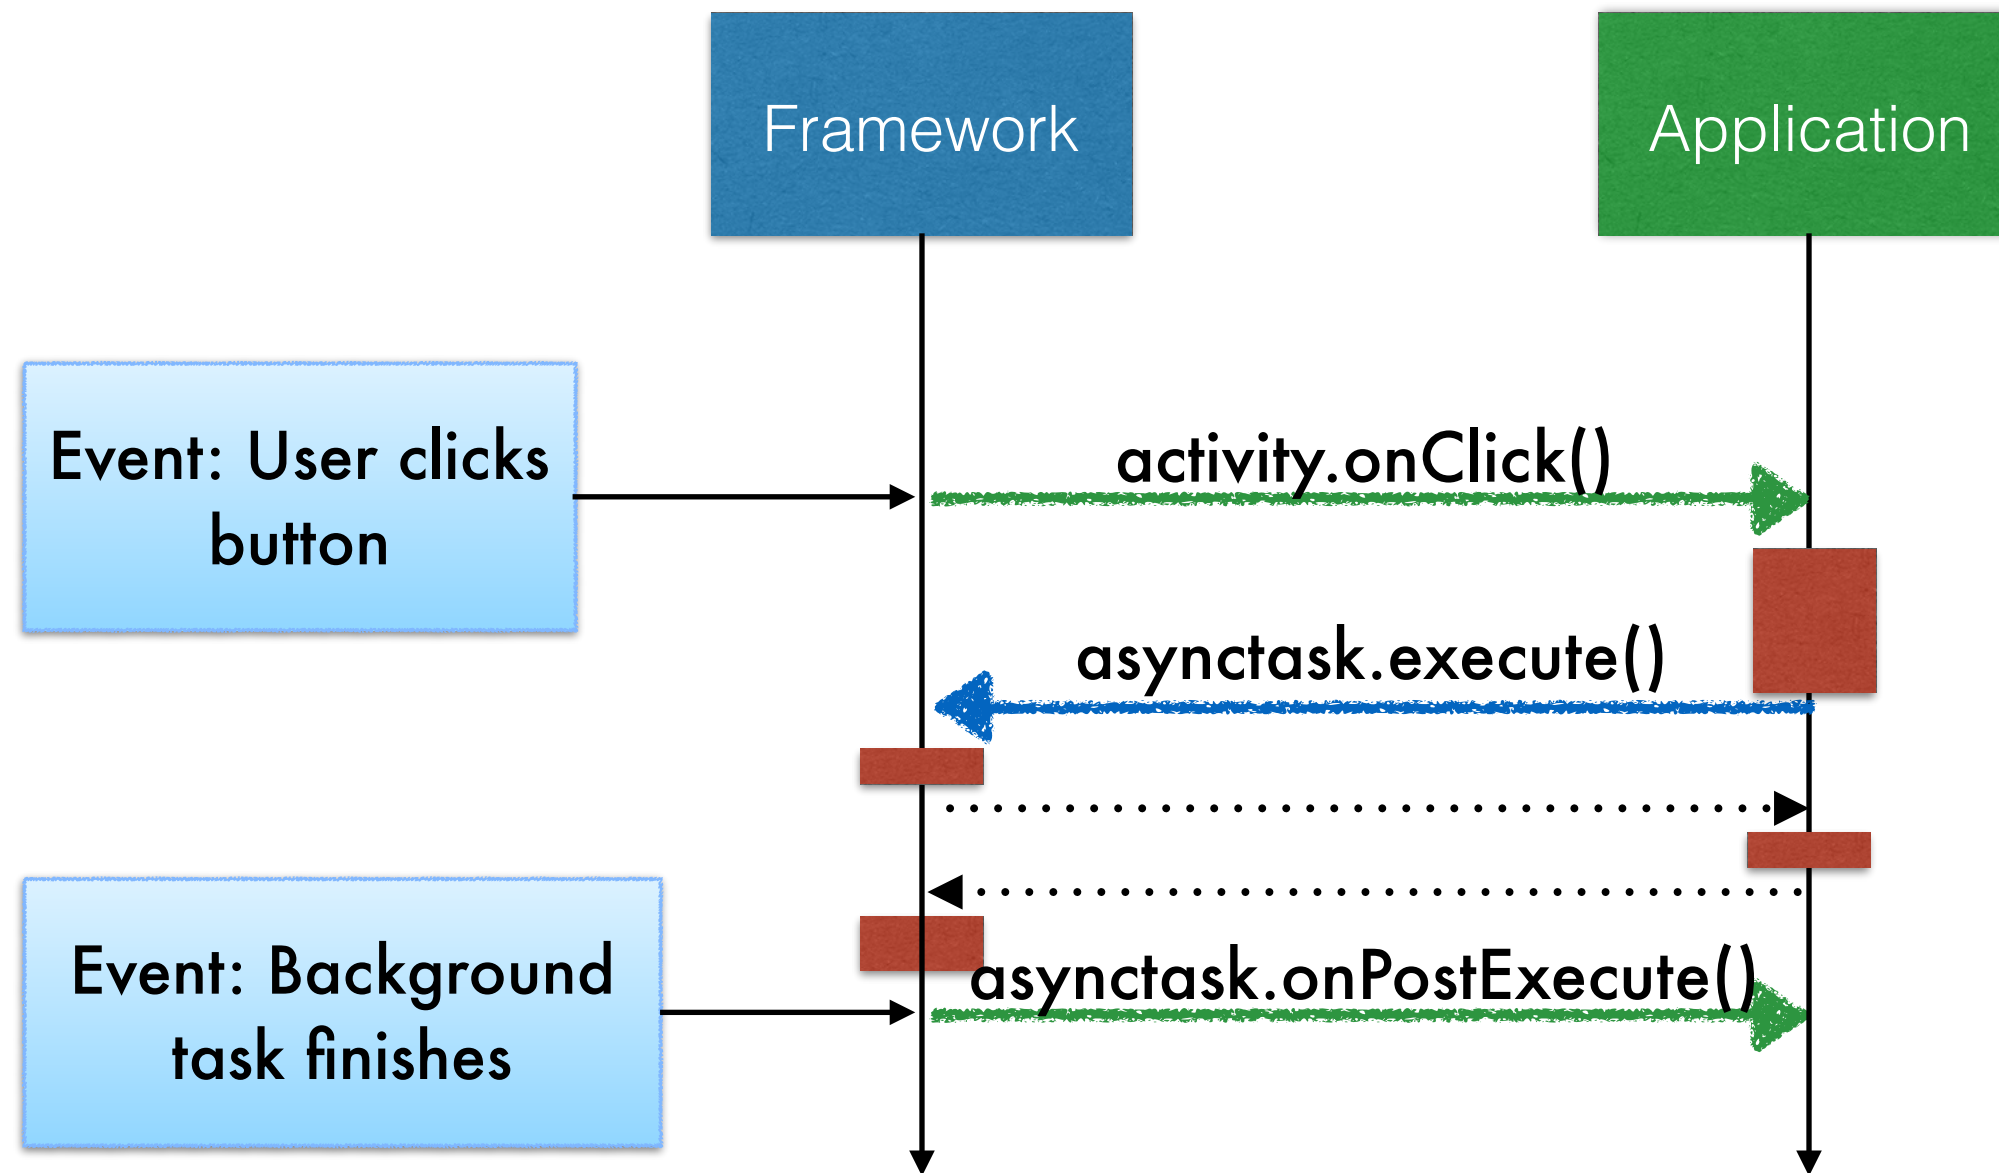 Framework
Application
Event: User clicks
button
activity.onClick()
asynctask.execute()
Event: Background
task finishes
asynctask.onPostExecute()